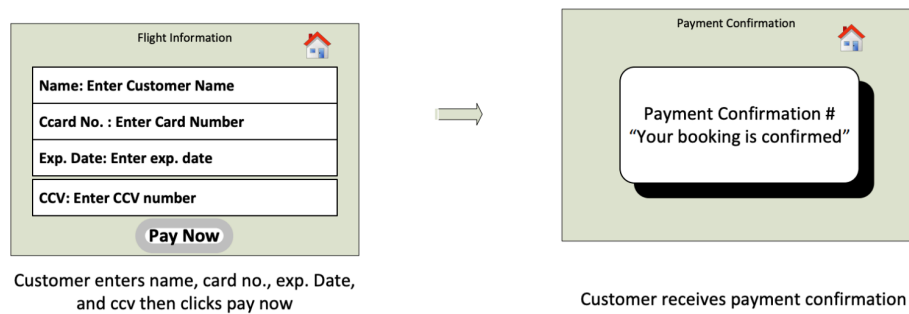 Flight Information
Name: Enter Customer Name
Ccard No. : Enter Card Number
Exp. Date: Enter exp. date
CCV: Enter CCV number
Pay Now
Customer enters name, card no., exp. Date,
and ccv then clicks pay now
Payment Confirmation
Payment Confirmation #
“Your booking is confirmed”
Customer receives payment confirmation